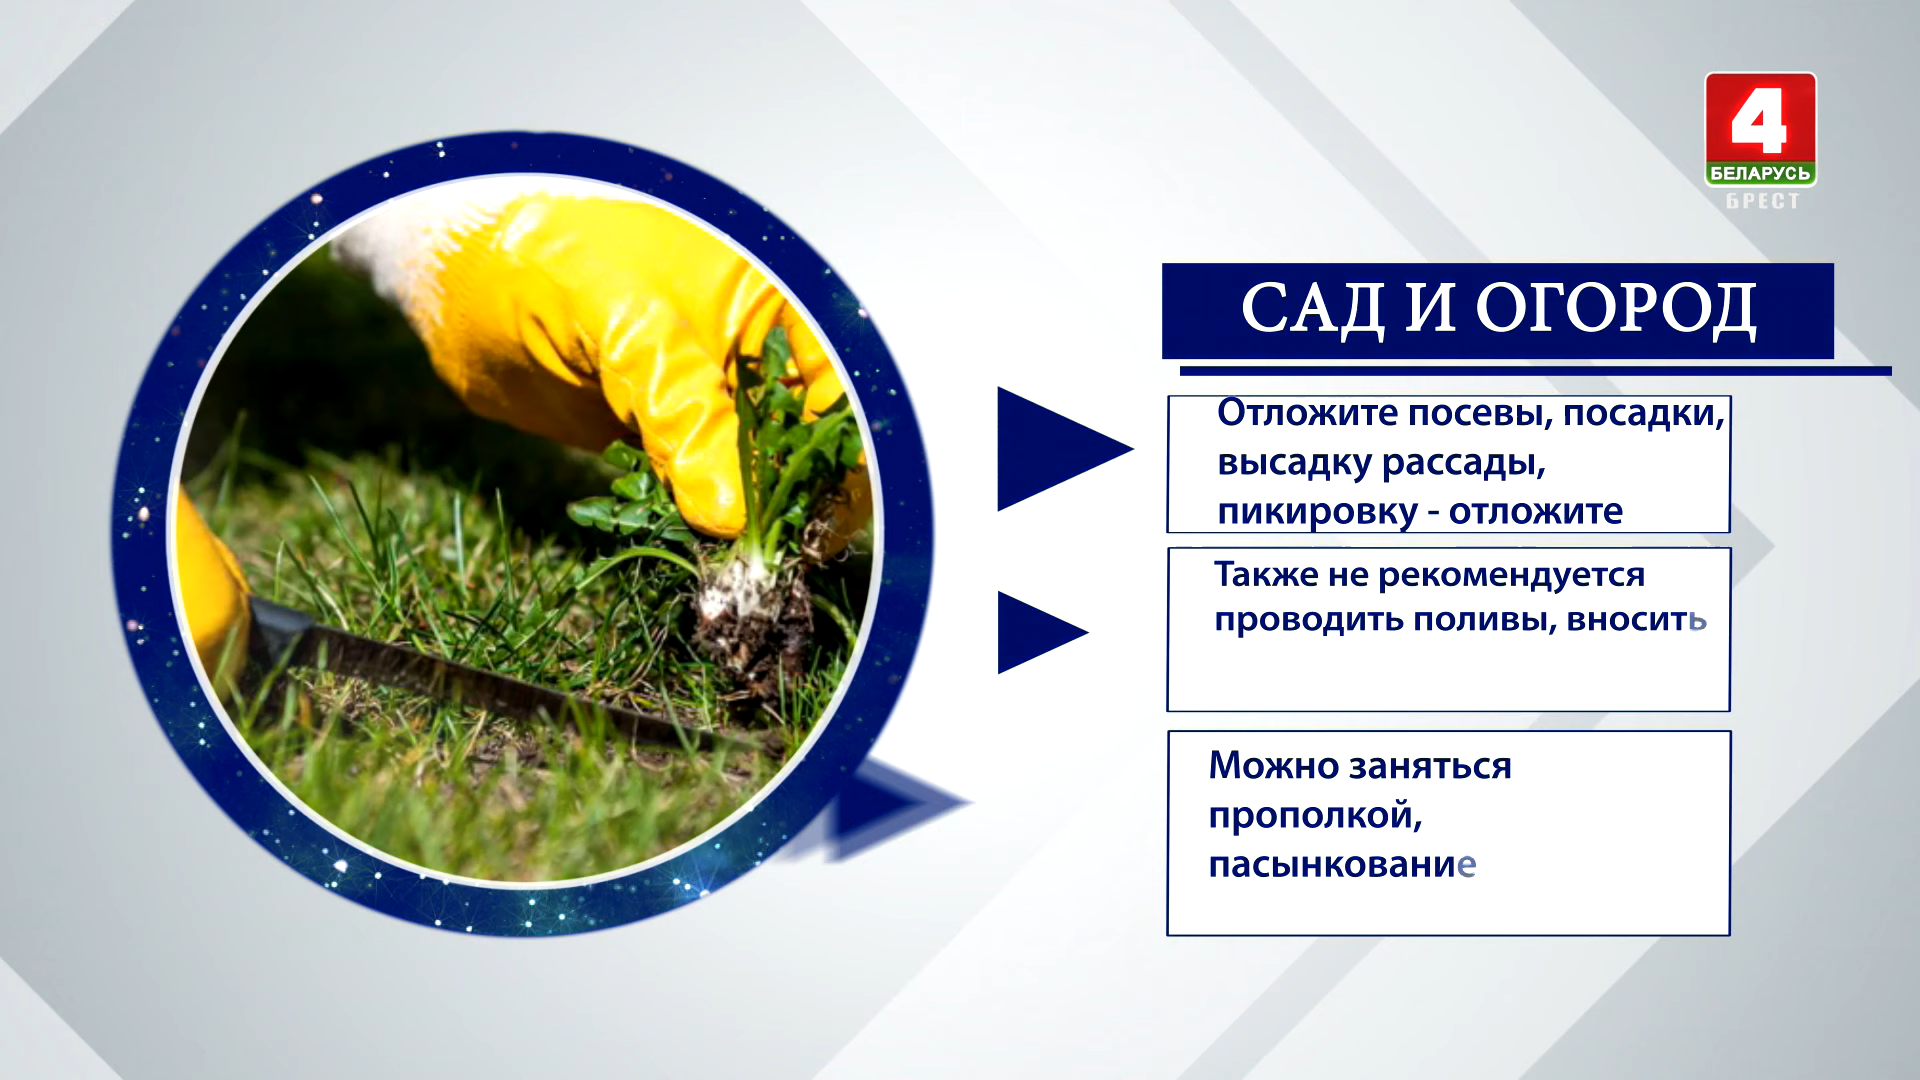 4
БЕЛАРУСЬ
БРЕСТ
САД И ОГОРОД
Отложите посевы, посадки,
высадку рассады,
пикировку - отложите
Также не рекомендуется
проводить поливы, вносить
Можно заняться
прополкой,
пасынкование